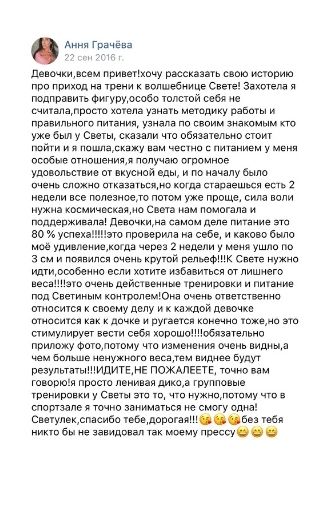 Ання Грачёва
22 сен 2016 г.
Девочки,всем привет!хочу рассказать свою историю
про приход на трени к волшебнице Свете! Захотела я
подправить фигуру,особо толстой себя не
считала,просто хотела узнать методику работы и
правильного питания, узнала по своим знакомым кто
уже был у Светы, сказали что обязательно стоит
пойти и я пошла,скажу вам честно с питанием у меня
особые отношения,я получаю огромное
удовольствие от вкусной еды, и по началу было
очень сложно отказаться,но когда стараешься есть 2
недели все полезное,то потом уже проще, сила воли
нужна космическая,но Света нам помогала и
поддерживала! Девочки,на самом деле питание это
80 % успеха!!!!!это проверила на себе, и каково было
моё удивление,когда через 2 недели у меня ушло по
3 см и появился очень крутой рельеф!!!К Свете нужно
идти,особенно если хотите избавиться от лишнего
веса!!!!это очень действенные тренировки и питание
под Светиным контролем!Она очень ответственно
относится к своему делу и к каждой девочке
относится как к дочке и ругается конечно тоже,но это
стимулирует вести себя хорошо!!!!обязательно
приложу фото,потому что изменения очень видны,а
чем больше ненужного веса,тем виднее будут
результаты!!!ИДИТЕ,НЕ ПОЖАЛЕЕТЕ, точно вам
говорю!я просто ленивая дико,а групповые
тренировки у Светы это то, что нужно,потому что в
спортзале я точно заниматься не смогу одна!
Светулек,спасибо тебе,дорогая!!!😘😘😘без тебя
никто бы не завидовал так моему прессу😄😄😄